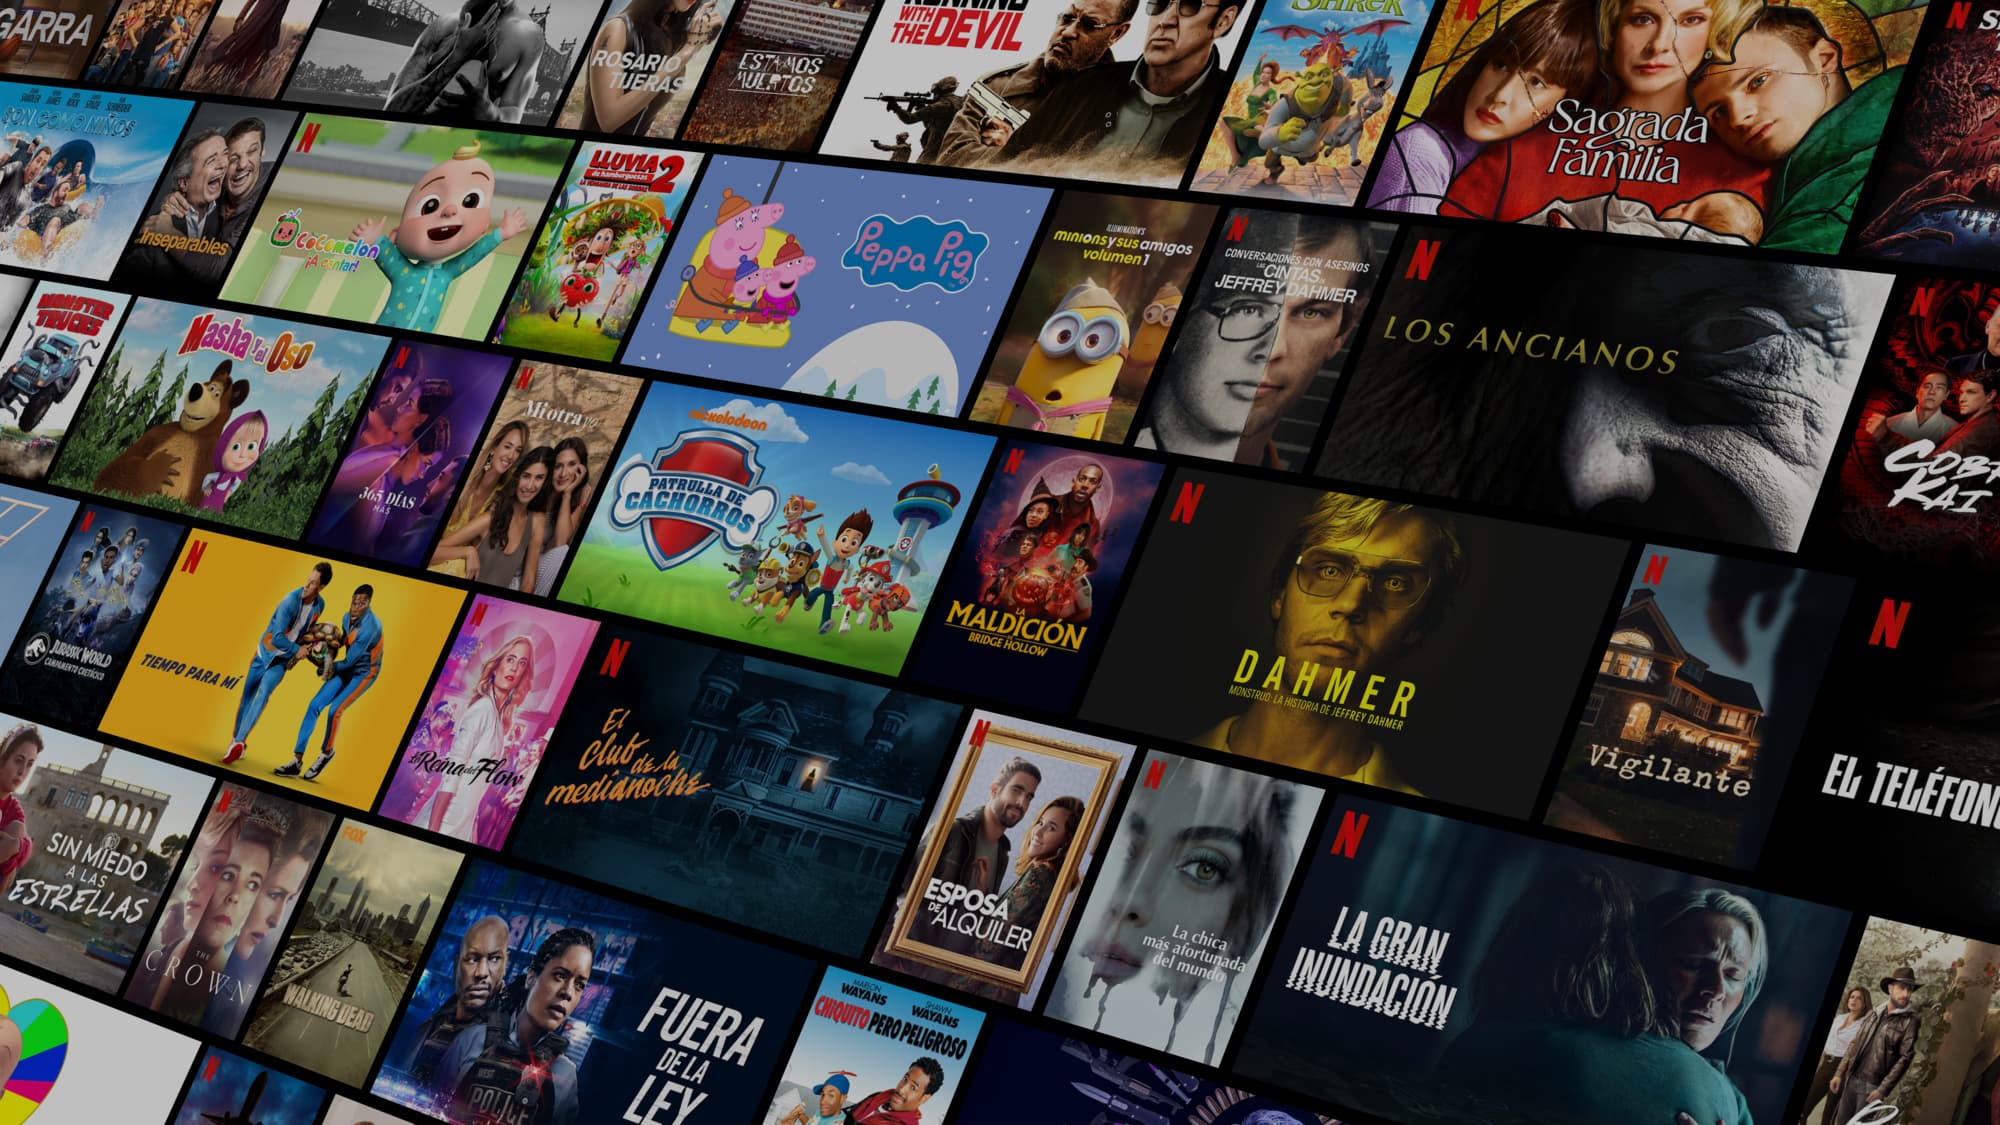 GARRA
ROSARIO
TIJERAS
ESTAMOS
MUERTOS
RUNNING
WITH
THE DEVIL
SHREK
N
Sagrada
Familia
N
SON COMO NIÑOS
Inseparables
N
CoComelon
¡A cantar!
LLUVIA 2
de hamburguesas
Peppa Pig
ILLUMINATION'S
minions y sus amigos
volumen 1
N
CONVERSACIONES CON ASESINOS
LAS CINTAS DE
JEFFREY DAHMER
N
LOS ANCIANOS
N
COBRA
KAI
MONSTER
TRUCKS
Masha y el Oso
N
365 DÍAS
MÁS
N
Mi otra yo
nickelodeon
PATRULLA DE
CACHORROS
N
LA
MALDICIÓN
DE
BRIDGE HOLLOW
N
DAHMER
MONSTRUO: LA HISTORIA DE JEFFREY DAHMER
N
Vigilante
N
EL TELÉFONO
N
JURASSIC WORLD
CAMPAMENTO CRETÁCICO
N
TIEMPO PARA MÍ
N
La Reina del Flow
N
El
club
de la
medianoche
N
ESPOSA
DE ALQUILER
N
La chica
más afortunada
del mundo
N
LA GRAN
INUNDACIÓN
SIN MIEDO
A LAS
ESTRELLAS
N
THE
CROWN
FOX
WALKING DEAD
FUERA
DE LA
LEY
WEST
POLICE
MARLON
WAYANS
SHAWN
WAYANS
CHIQUITO PERO PELIGROSO
N